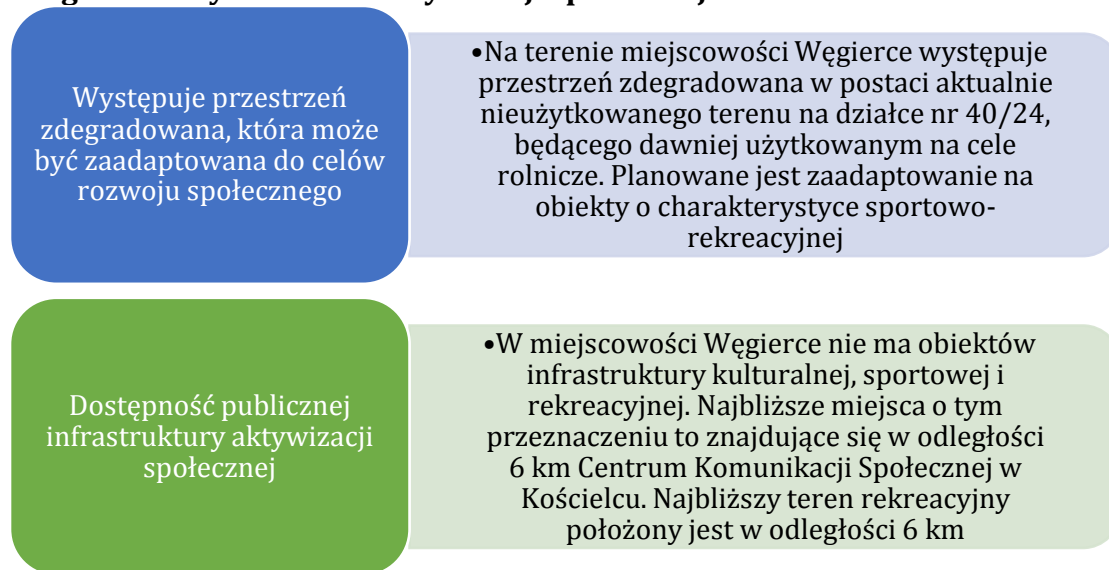 Występuje przestrzeń
zdegradowana, która może
być zaadaptowana do celów
rozwoju społecznego
•Na terenie miejscowości Węgierce występuje
przestrzeń zdegradowana w postaci aktualnie
nieużytkowanego terenu na działce nr 40/24,
będącego dawniej użytkowanym na cele
rolnicze. Planowane jest zaadaptowanie na
obiekty o charakterystyce sportowo-
rekreacyjnej
Dostępność publicznej
infrastruktury aktywizacji
społecznej
•W miejscowości Węgierce nie ma obiektów
infrastruktury kulturalnej, sportowej i
rekreacyjnej. Najbliższe miejsca o tym
przeznaczeniu to znajdujące się w odległości
6 km Centrum Komunikacji Społecznej w
Kościelcu. Najbliższy teren rekreacyjny
położony jest w odległości 6 km